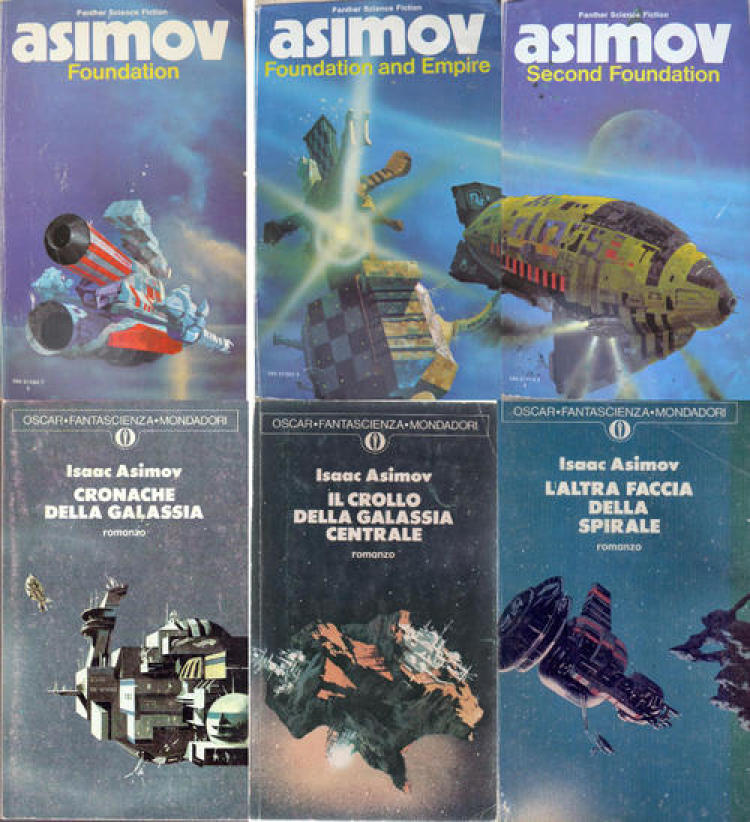 Panther Science Fiction
asimov
Foundation
Panther Science Fiction
asimov
Foundation and Empire
Panther Science Fiction
asimov
Second Foundation
OSCAR•FANTASCIENZA•MONDADORI
Isaac Asimov
CRONACHE
DELLA GALASSIA
romanzo
OSCAR•FANTASCIENZA•MONDADORI
Isaac Asimov
IL CROLLO
DELLA GALASSIA
CENTRALE
romanzo
OSCAR•FANTASCIENZA•MONDADORI
Isaac Asimov
L'ALTRA FACCIA
DELLA
SPIRALE
romanzo